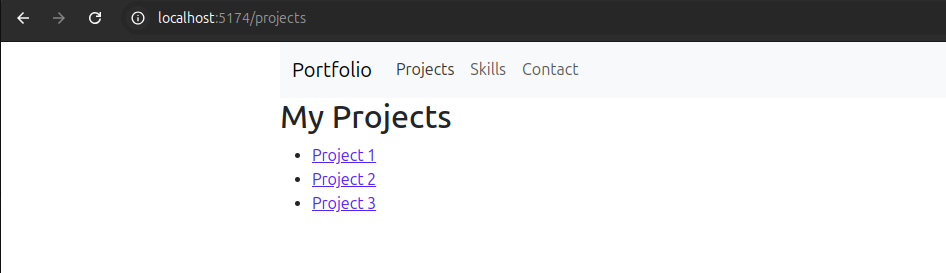 localhost:5174/projects
Portfolio Projects Skills Contact
My Projects
Project 1
Project 2
Project 3